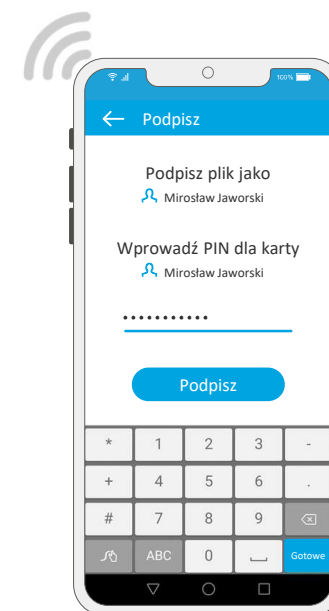 100%
Podpisz
Podpisz plik jako
Mirosław Jaworski
Wprowadź PIN dla karty
Mirosław Jaworski
...........
Podpisz
* 1 2 3 -
+ 4 5 6 .
# 7 8 9
ABC 0 Gotowe